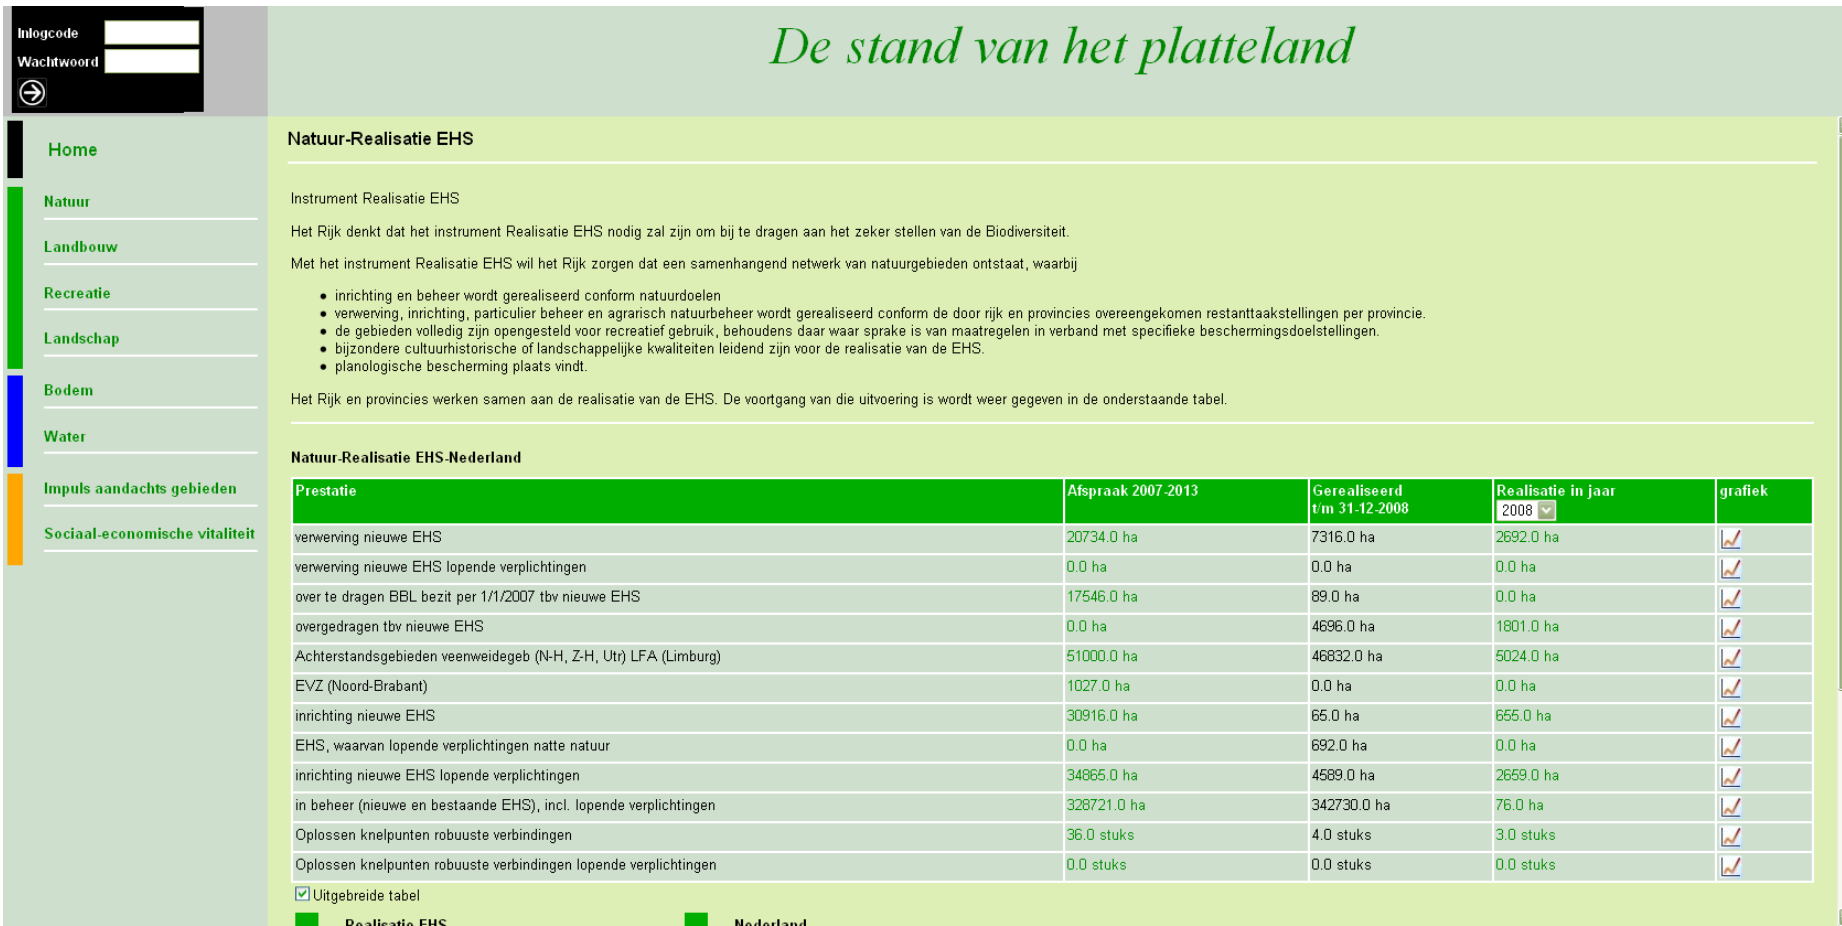 Inlogcode
Wachtwoord
De stand van het platteland
Home
Natuur
Landbouw
Recreatie
Landschap
Bodem
Water
Impuls aandachts gebieden
Sociaal-economische vitaliteit
Natuur-Realisatie EHS
Instrument Realisatie EHS
Het Rijk denkt dat het instrument Realisatie EHS nodig zal zijn om bij te dragen aan het zeker stellen van de Biodiversiteit.
Met het instrument Realisatie EHS wil het Rijk zorgen dat een samenhangend netwerk van natuurgebieden ontstaat, waarbij
• inrichting en beheer wordt gerealiseerd conform natuurdoelen
• verwerving, inrichting, particulier beheer en agrarisch natuurbeheer wordt gerealiseerd conform de door rijk en provincies overeengekomen restanttaakstellingen per provincie.
• de gebieden volledig zijn opengesteld voor recreatief gebruik, behoudens daar waar sprake is van maatregelen in verband met specifieke beschermingsdoelstellingen.
• bijzondere cultuurhistorische of landschappelijke kwaliteiten leidend zijn voor de realisatie van de EHS.
• planologische bescherming plaats vindt.
Het Rijk en provincies werken samen aan de realisatie van de EHS. De voortgang van die uitvoering is wordt weer gegeven in de onderstaande tabel.
Natuur-Realisatie EHS-Nederland
Prestatie Afspraak 2007-2013 Gerealiseerd t/m 31-12-2008 Realisatie in jaar 2008 grafiek
verwerving nieuwe EHS 20734.0 ha 7316.0 ha 2692.0 ha
verwerving nieuwe EHS lopende verplichtingen 0.0 ha 0.0 ha 0.0 ha
over te dragen BBL bezit per 1/1/2007 tbv nieuwe EHS 17546.0 ha 89.0 ha 0.0 ha
overgedragen tbv nieuwe EHS 0.0 ha 4696.0 ha 1801.0 ha
Achterstandsgebieden veenweidegeb (N-H, Z-H, Utr) LFA (Limburg) 51000.0 ha 46832.0 ha 5024.0 ha
EVZ (Noord-Brabant) 1027.0 ha 0.0 ha 0.0 ha
inrichting nieuwe EHS 30916.0 ha 65.0 ha 655.0 ha
EHS, waarvan lopende verplichtingen natte natuur 0.0 ha 692.0 ha 0.0 ha
inrichting nieuwe EHS lopende verplichtingen 34865.0 ha 4589.0 ha 2659.0 ha
in beheer (nieuwe en bestaande EHS), incl. lopende verplichtingen 328721.0 ha 342730.0 ha 76.0 ha
Oplossen knelpunten robuuste verbindingen 36.0 stuks 4.0 stuks 3.0 stuks
Oplossen knelpunten robuuste verbindingen lopende verplichtingen 0.0 stuks 0.0 stuks 0.0 stuks
Uitgebreide tabel
Realisatie EHS Nederland